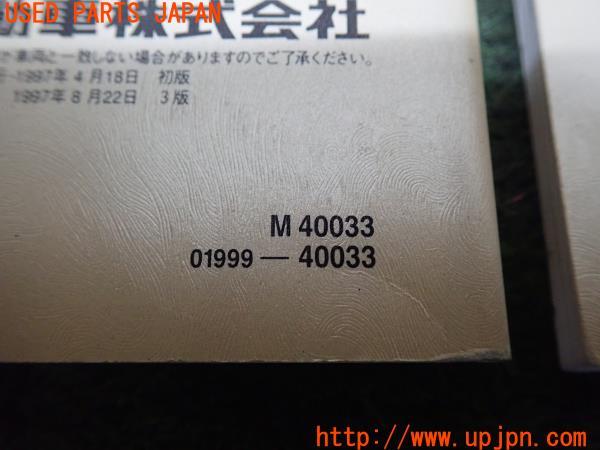 USED PARTS JAPAN
動車株式会社
車両と一致しない場合がありますのでご了承ください。
1997年4月18日 初版
1997年8月22日 3版
M 40033
01999 — 40033
http://www.upjpn.com/